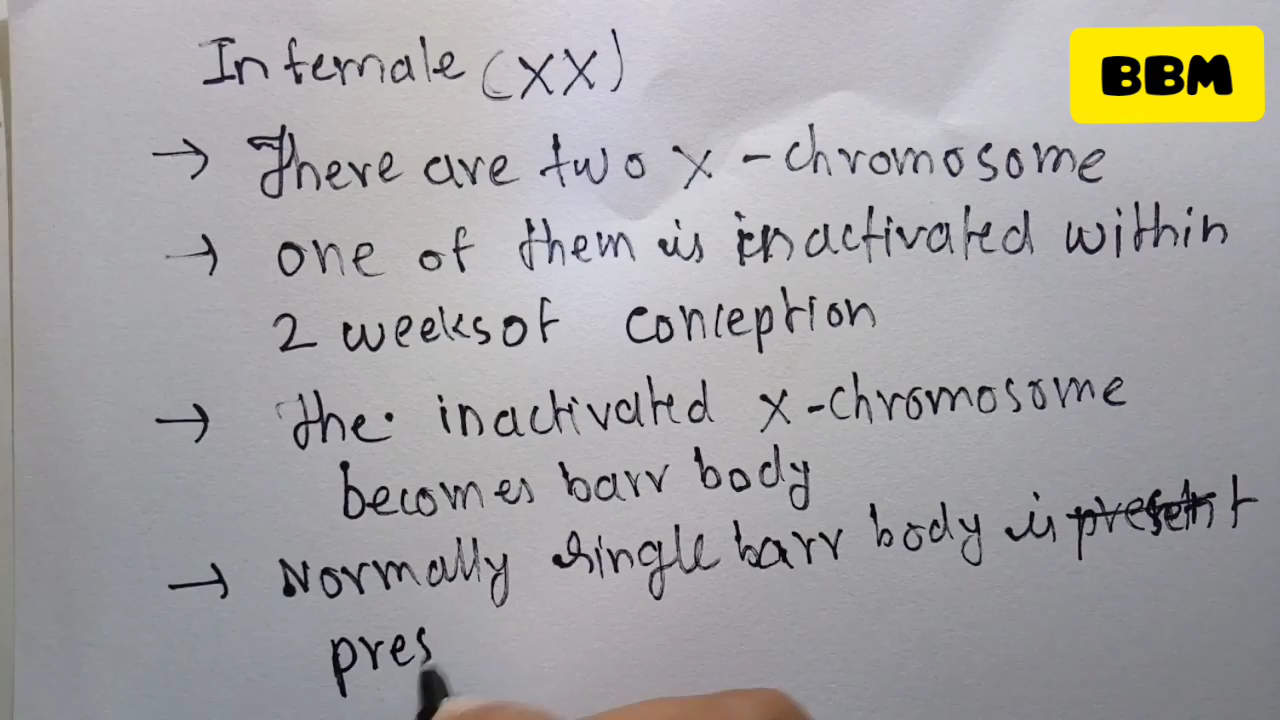 In female (XX)
BBM
→ There are two X-chromosome
→ one of them is inactivated within
2 weeks of conception
→ The inactivated X-chromosome
becomes barr body
→ Normally single barr body is present
pres